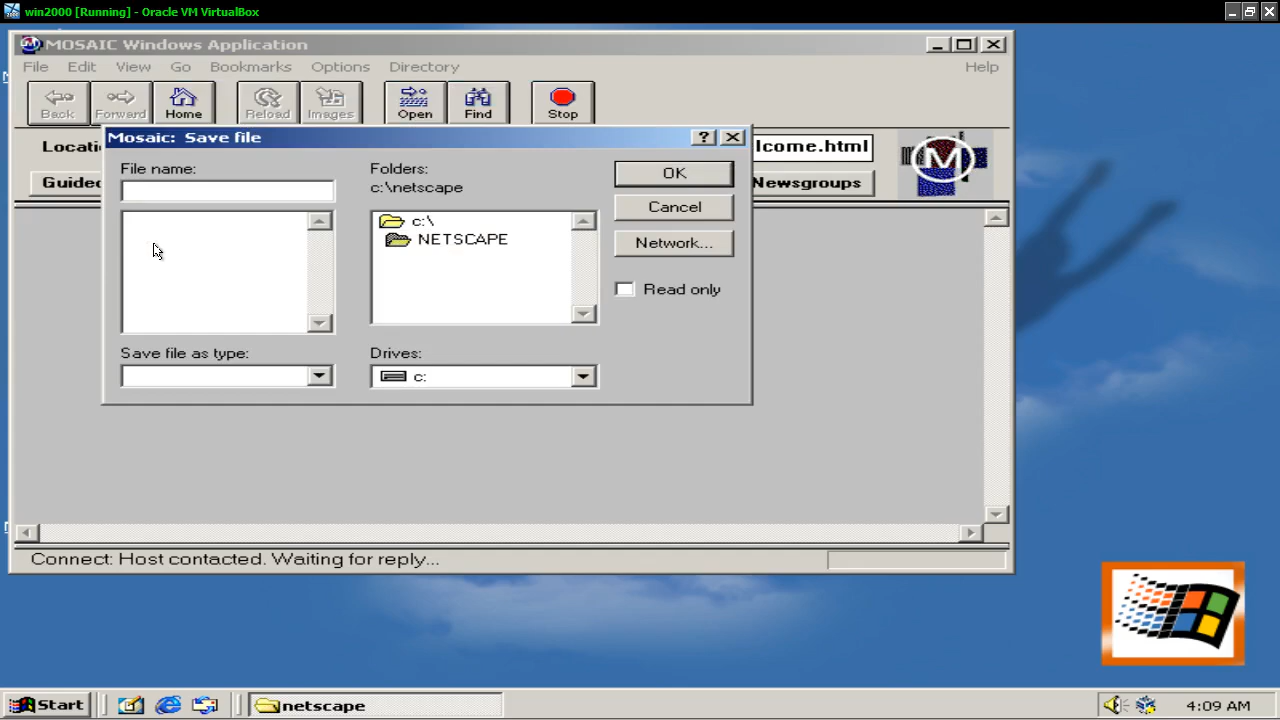 win2000 [Running] - Oracle VM VirtualBox
MOSAIC Windows Application
File Edit View Go Bookmarks Options Directory Help
Back Forward Home Reload Images Open Find Stop
Mosaic: Save file
Locati
lcome.html
M
File name:
Folders:
OK
c:\netscape
Guided
Newsgroups
Cancel
c:\
NETSCAPE
Network...
Read only
Save file as type:
Drives:
c:
Connect: Host contacted. Waiting for reply...
Start
netscape
4:09 AM